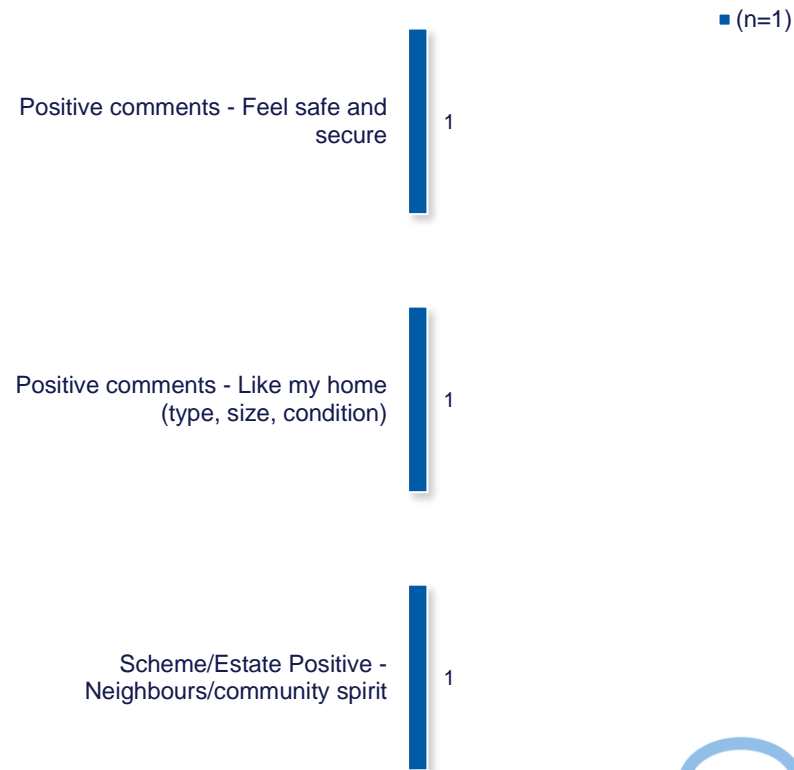 (n=1)
Positive comments - Feel safe and
secure
1
Positive comments - Like my home
(type, size, condition)
1
Scheme/Estate Positive -
Neighbours/community spirit
1